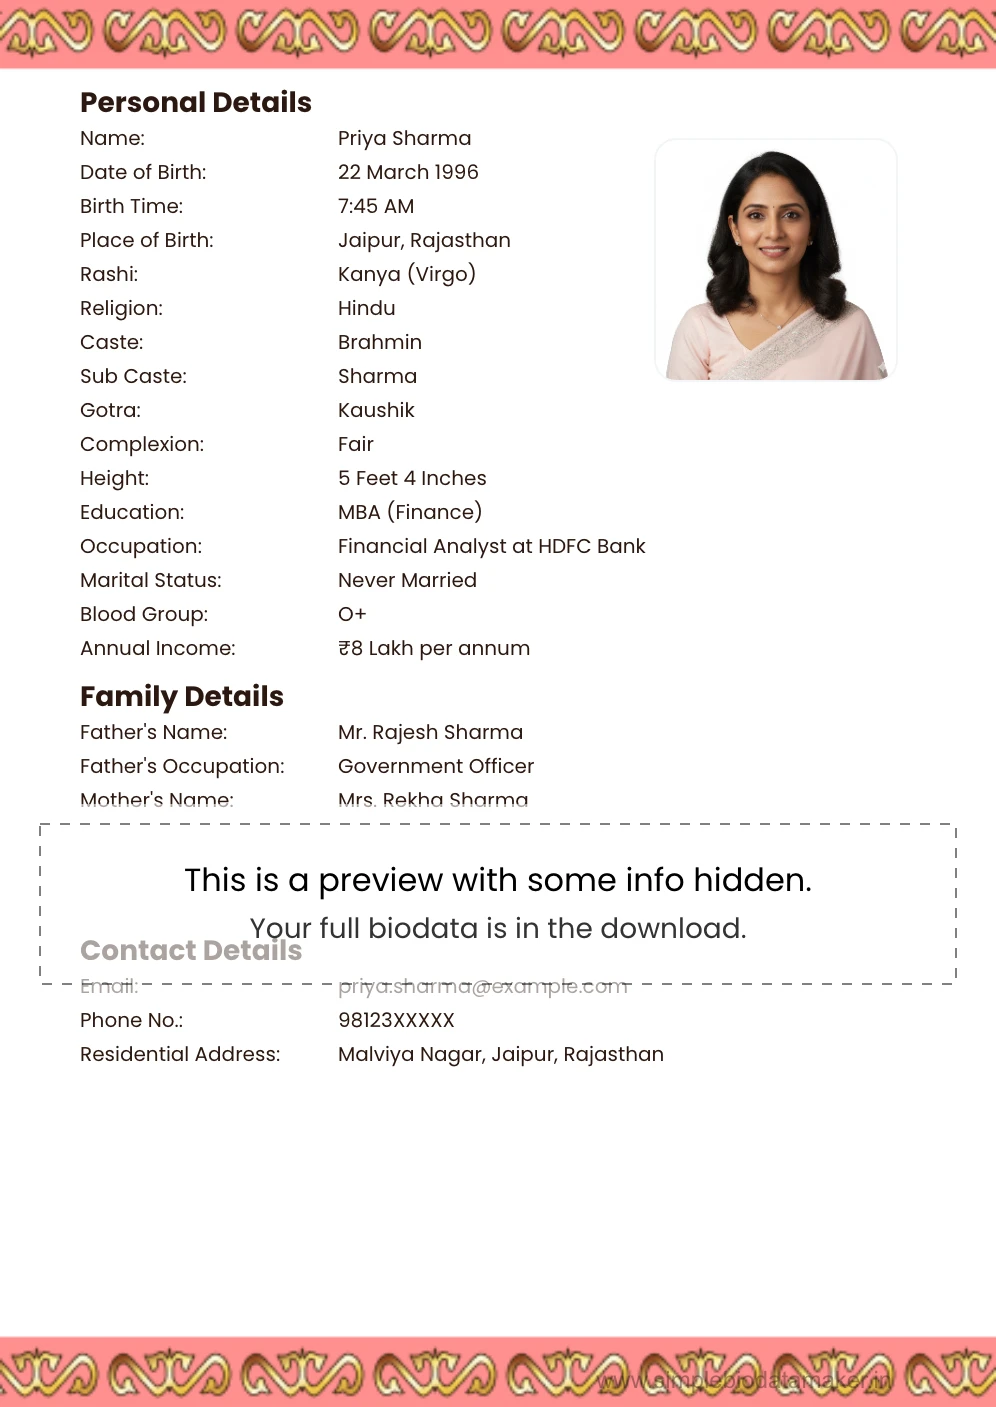 Personal Details
Name: Priya Sharma
Date of Birth: 22 March 1996
Birth Time: 7:45 AM
Place of Birth: Jaipur, Rajasthan
Rashi: Kanya (Virgo)
Religion: Hindu
Caste: Brahmin
Sub Caste: Sharma
Gotra: Kaushik
Complexion: Fair
Height: 5 Feet 4 Inches
Education: MBA (Finance)
Occupation: Financial Analyst at HDFC Bank
Marital Status: Never Married
Blood Group: O+
Annual Income: ₹8 Lakh per annum
Family Details
Father's Name: Mr. Rajesh Sharma
Father's Occupation: Government Officer
Mother's Name: Mrs. Rekha Sharma
This is a preview with some info hidden.
Your full biodata is in the download.
Contact Details
Email: priya.sharma@example.com
Phone No.: 98123XXXXX
Residential Address: Malviya Nagar, Jaipur, Rajasthan
www.simplebiodatamaker.in